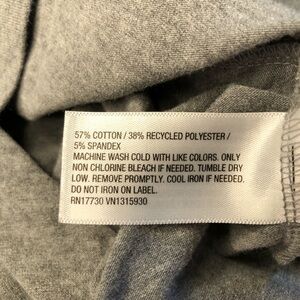 57% COTTON / 38% RECYCLED POLYESTER /
5% SPANDEX
MACHINE WASH COLD WITH LIKE COLORS. ONLY
NON CHLORINE BLEACH IF NEEDED. TUMBLE DRY
LOW. REMOVE PROMPTLY. COOL IRON IF NEEDED.
DO NOT IRON ON LABEL.
RN17730 VN1315930